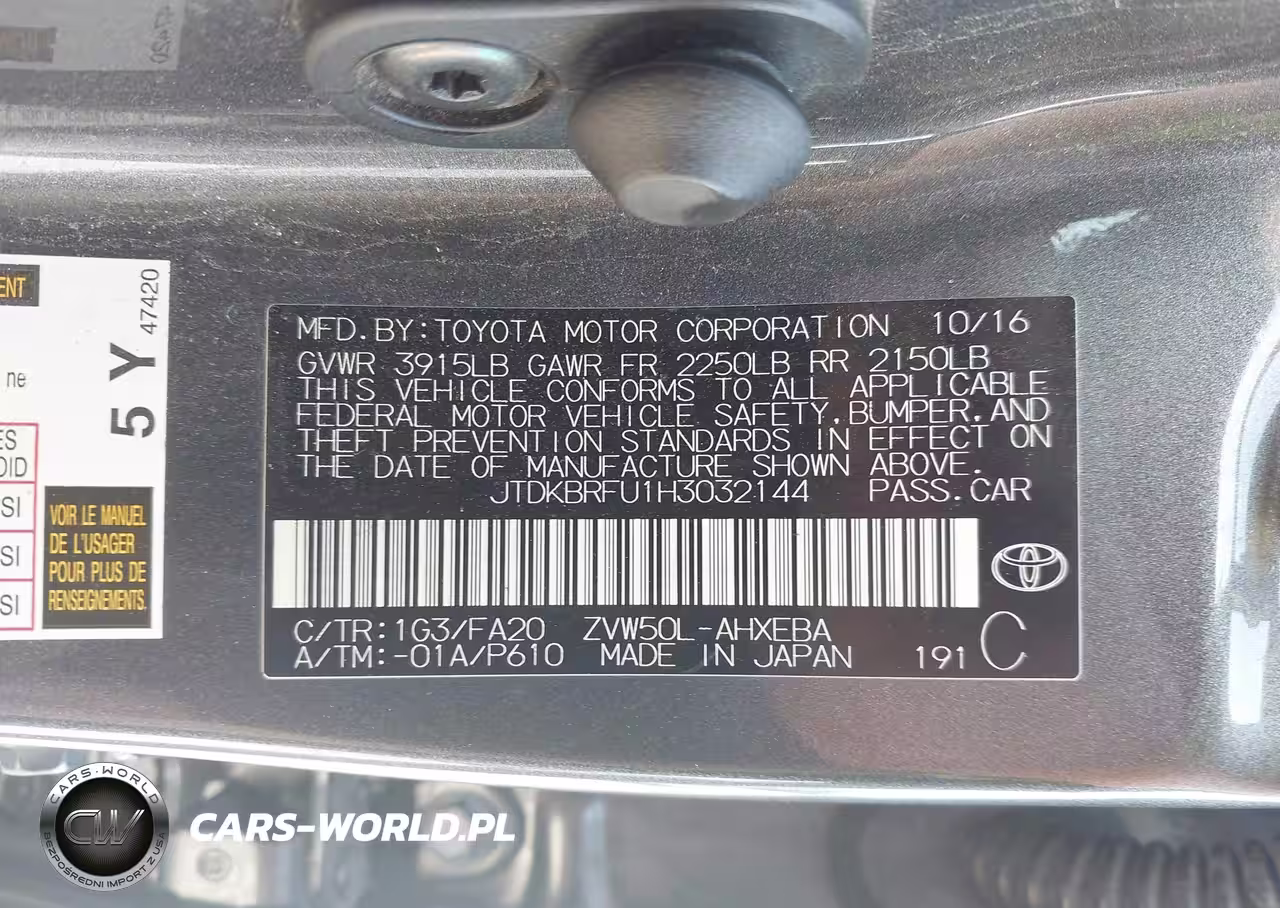 ENT
ne
ES
OID
SI
SI
SI
5 Y 47420
VOIR LE MANUEL
DE L'USAGER
POUR PLUS DE
RENSEIGNEMENTS.
MFD.BY:TOYOTA MOTOR CORPORATION 10/16
GVWR 3915LB GAWR FR 2250LB RR 2150LB
THIS VEHICLE CONFORMS TO ALL APPLICABLE
FEDERAL MOTOR VEHICLE SAFETY,BUMPER,AND
THEFT PREVENTION STANDARDS IN EFFECT ON
THE DATE OF MANUFACTURE SHOWN ABOVE.
JTDKBRFU1H3032144 PASS.CAR
C/TR:1G3/FA20 ZVW50L-AHXEBA
A/TM:-01A/P610 MADE IN JAPAN 191 C
CARS-WORLD
CW
BEZPOŚREDNI IMPORT Z USA
CARS-WORLD.PL